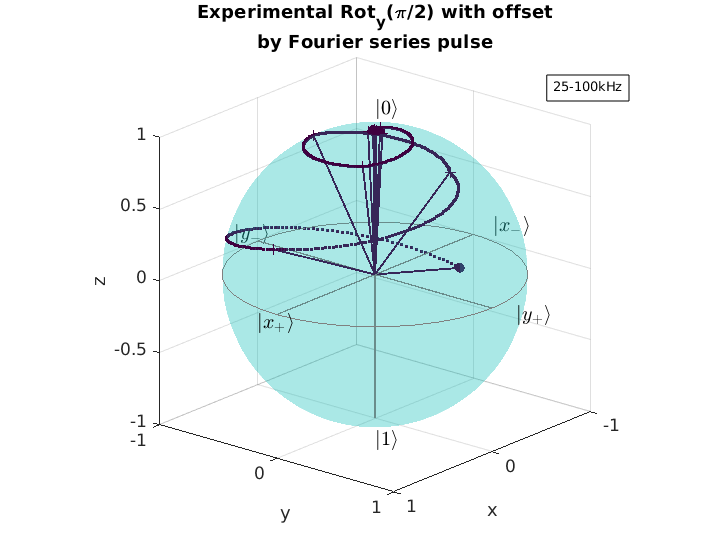 Experimental Rot_y(π/2) with offset
by Fourier series pulse
25-100kHz
|0⟩
1
0.5
|y₋⟩
|x₋⟩
z
0
|x₊⟩
|y₊⟩
-0.5
-1
-1
|1⟩
-1
0
0
1
1
y
x